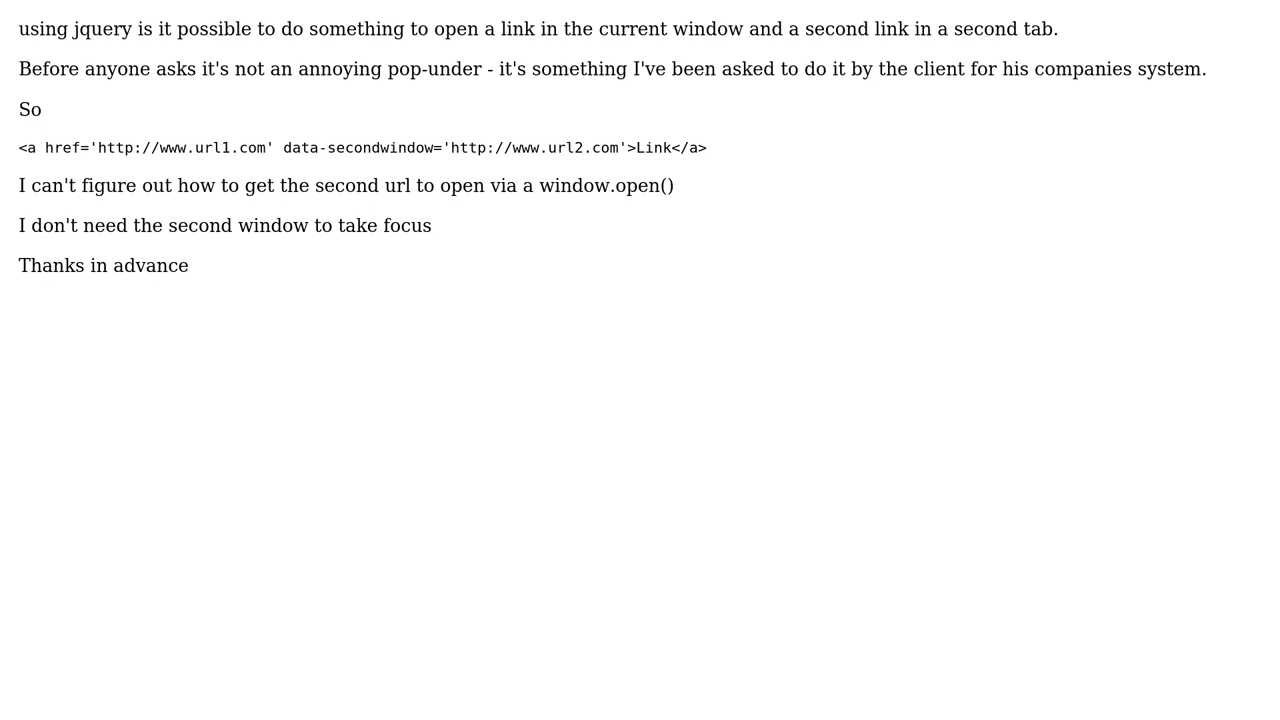 using jquery is it possible to do something to open a link in the current window and a second link in a second tab.
Before anyone asks it's not an annoying pop-under - it's something I've been asked to do it by the client for his companies system.
So
<a href='http://www.url1.com' data-secondwindow='http://www.url2.com'>Link</a>
I can't figure out how to get the second url to open via a window.open()
I don't need the second window to take focus
Thanks in advance